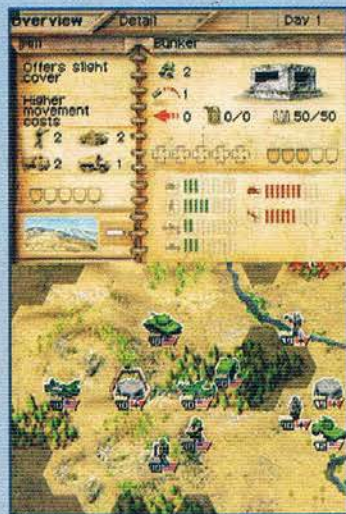 Overview Detail Day 1
Hill Bunker
Offers slight
cover
Higher
movement
costs
2
1
0 0/0 50/50
2 2
2 1